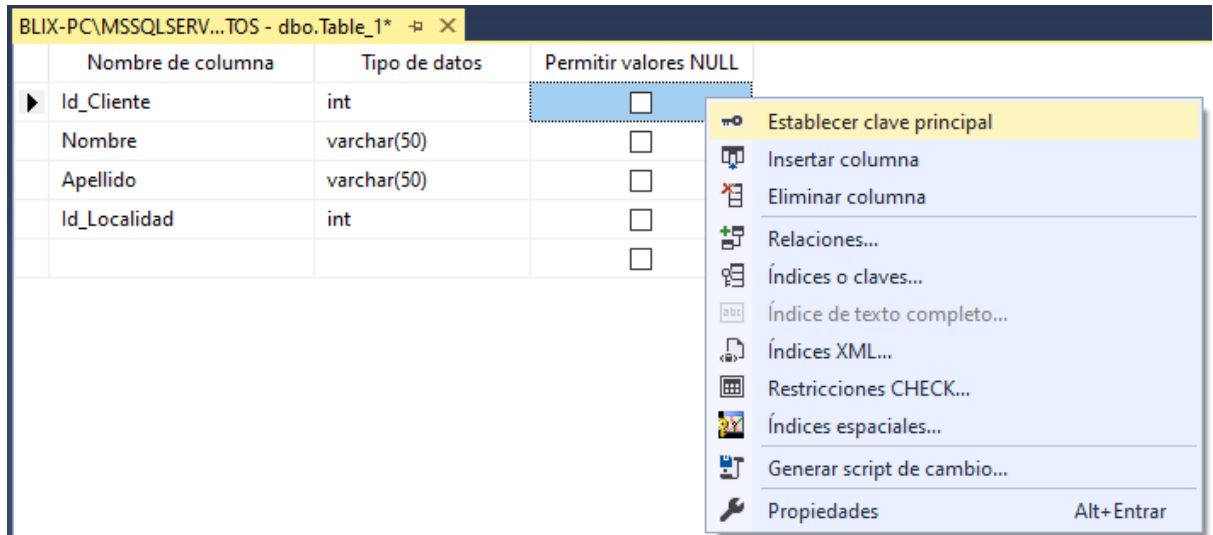 BLIX-PC\MSSQLSERV...TOS - dbo.Table_1*
Nombre de columna Tipo de datos Permitir valores NULL
Id_Cliente int
Nombre varchar(50)
Apellido varchar(50)
Id_Localidad int
Establecer clave principal
Insertar columna
Eliminar columna
Relaciones...
Índices o claves...
Índice de texto completo...
Índices XML...
Restricciones CHECK...
Índices espaciales...
Generar script de cambio...
Propiedades Alt+Entrar